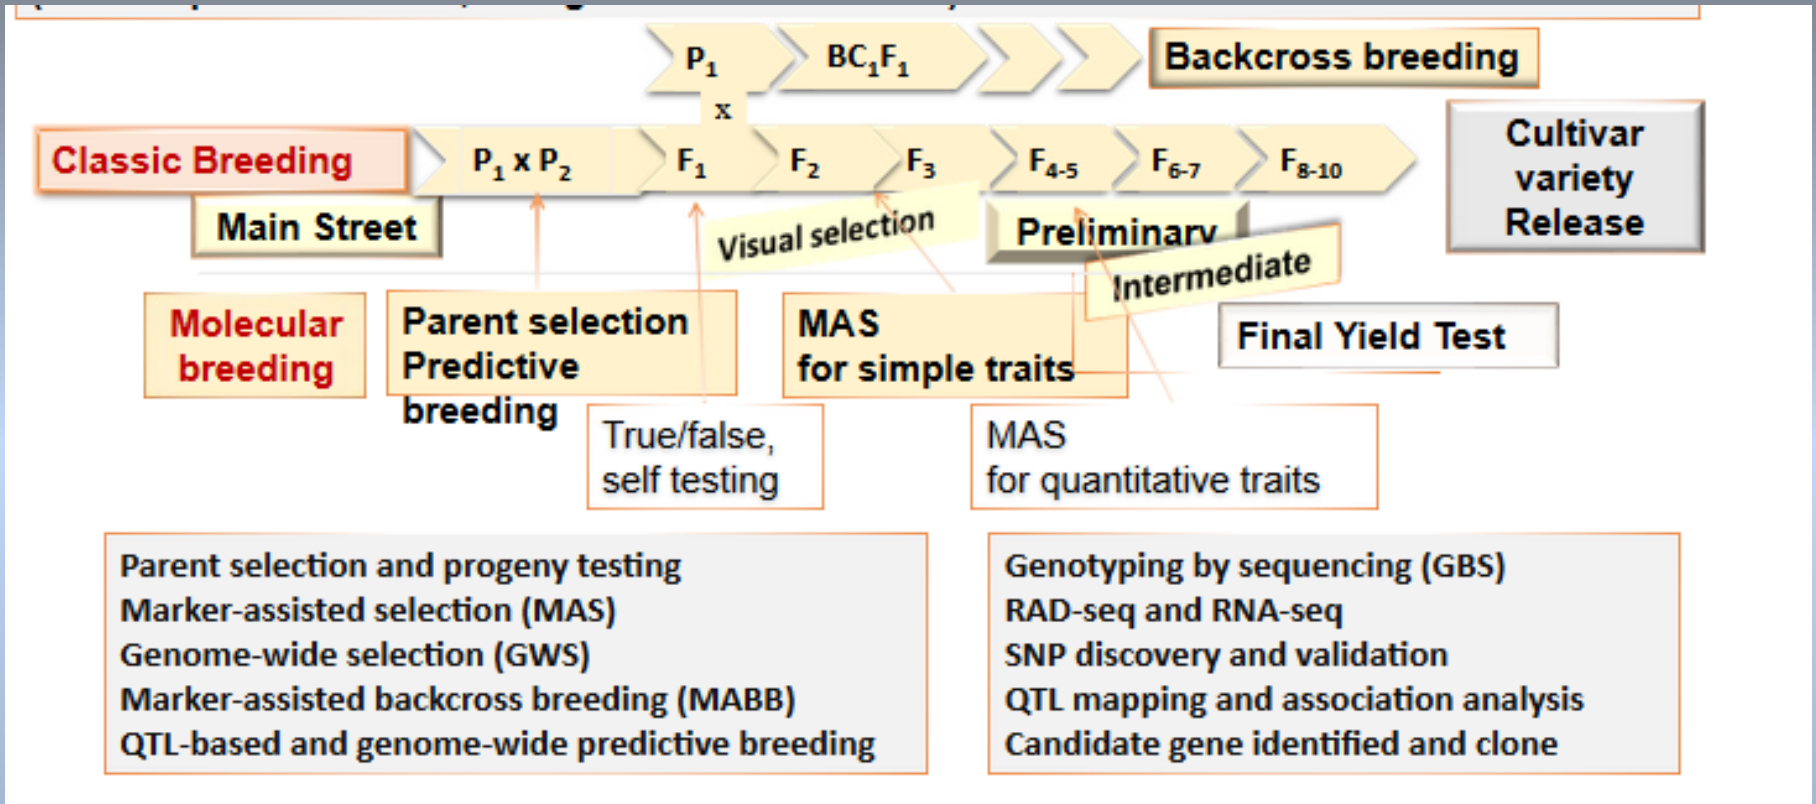 P₁
BC₁F₁
Backcross breeding
x
Classic Breeding
P₁ x P₂
F₁
F₂
F₃
F₄₋₅
F₆₋₇
F₈₋₁₀
Cultivar
variety
Release
Main Street
Visual selection
Preliminary
Intermediate
Molecular
breeding
Parent selection
Predictive
breeding
MAS
for simple traits
Final Yield Test
True/false,
self testing
MAS
for quantitative traits
Parent selection and progeny testing
Marker-assisted selection (MAS)
Genome-wide selection (GWS)
Marker-assisted backcross breeding (MABB)
QTL-based and genome-wide predictive breeding
Genotyping by sequencing (GBS)
RAD-seq and RNA-seq
SNP discovery and validation
QTL mapping and association analysis
Candidate gene identified and clone